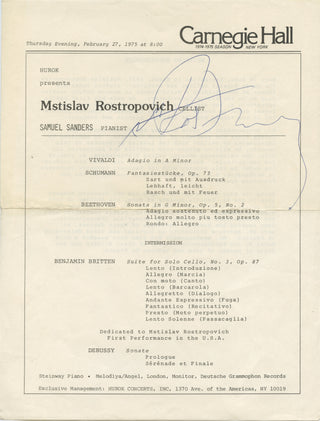 Carnegie Hall
1974-1975 SEASON NEW YORK
Thursday Evening, February 27, 1975 at 8:00
HUROK
presents
Mstislav Rostropovich CELLIST
SAMUEL SANDERS PIANIST
VIVALDI Adagio in A Minor
SCHUMANN Fantasiestücke, Op. 73
Zart und mit Ausdruck
Lebhaft, leicht
Rasch und mit Feuer
BEETHOVEN Sonata in G Minor, Op. 5, No. 2
Adagio sostenuto ed espressivo
Allegro molto piu tosto presto
Rondo: Allegro
INTERMISSION
BENJAMIN BRITTEN Suite for Solo Cello, No. 3, Op. 87
Lento (Introduzione)
Allegro (Marcia)
Con moto (Canto)
Lento (Barcarola)
Allegretto (Dialogo)
Andante Espressivo (Fuga)
Fantastico (Recitativo)
Presto (Moto perpetuo)
Lento Solenne (Passacaglia)
Dedicated to Mstislav Rostropovich
First Performance in the U.S.A.
DEBUSSY Sonate
Prologue
Sérénade et Finale
Steinway Piano • Melodiya/Angel, London, Monitor, Deutsche Grammophon Records
Exclusive Management: HUROK CONCERTS, INC, 1370 Ave. of the Americas, NY 10019